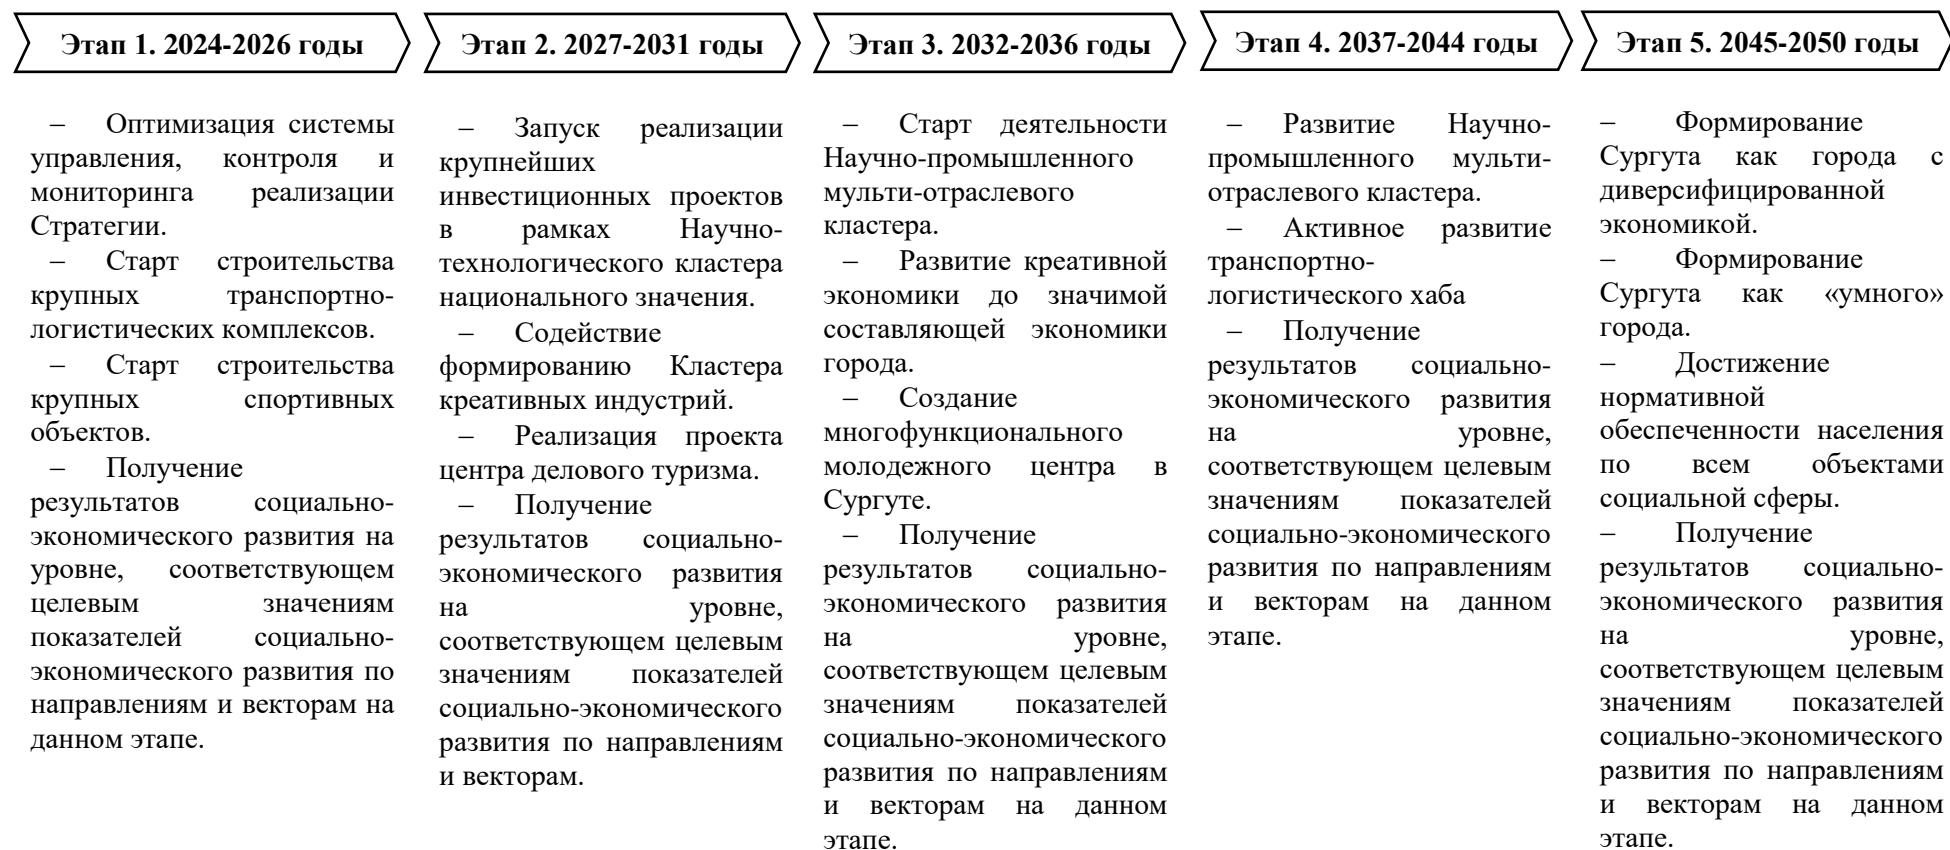 Этап 1. 2024-2026 годы
– Оптимизация системы
управления, контроля и
мониторинга реализации
Стратегии.
– Старт строительства
крупных транспортно-
логистических комплексов.
– Старт строительства
крупных спортивных
объектов.
– Получение
результатов социально-
экономического развития на
уровне, соответствующем
целевым значениям
показателей социально-
экономического развития по
направлениям и векторам на
данном этапе.
Этап 2. 2027-2031 годы
– Запуск реализации
крупнейших
инвестиционных проектов
в рамках Научно-
технологического кластера
национального значения.
– Содействие
формированию Кластера
креативных индустрий.
– Реализация проекта
центра делового туризма.
– Получение
результатов социально-
экономического развития
на уровне,
соответствующем целевым
значениям показателей
социально-экономического
развития по направлениям
и векторам.
Этап 3. 2032-2036 годы
– Старт деятельности
Научно-промышленного
мульти-отраслевого
кластера.
– Развитие креативной
экономики до значимой
составляющей экономики
города.
– Создание
многофункционального
молодежного центра в
Сургуте.
– Получение
результатов социально-
экономического развития
на уровне,
соответствующем целевым
значениям показателей
социально-экономического
развития по направлениям
и векторам на данном
этапе.
Этап 4. 2037-2044 годы
– Развитие Научно-
промышленного мульти-
отраслевого кластера.
– Активное развитие
транспортно-
логистического хаба
– Получение
результатов социально-
экономического развития
на уровне,
соответствующем целевым
значениям показателей
социально-экономического
развития по направлениям
и векторам на данном
этапе.
Этап 5. 2045-2050 годы
– Формирование
Сургута как города с
диверсифицированной
экономикой.
– Формирование
Сургута как «умного»
города.
– Достижение
нормативной
обеспеченности населения
по всем объектами
социальной сферы.
– Получение
результатов социально-
экономического развития
на уровне,
соответствующем целевым
значениям показателей
социально-экономического
развития по направлениям
и векторам на данном
этапе.